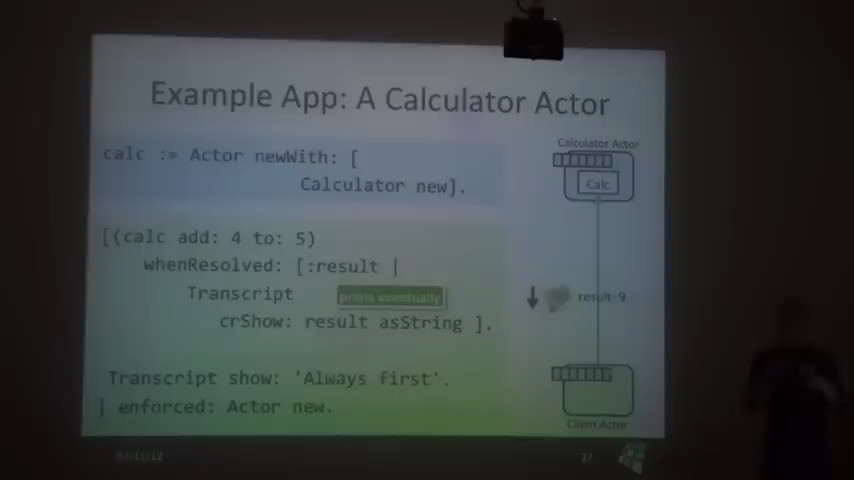 Example App: A Calculator Actor
calc := Actor newWith: [
Calculator new].
[(calc add: 4 to: 5)
whenResolved: [:result |
Transcript
prints eventually
crShow: result asString ].
Transcript show: 'Always first'.
] enforced: Actor new.
Calculator Actor
Calc
result: 9
Client Actor